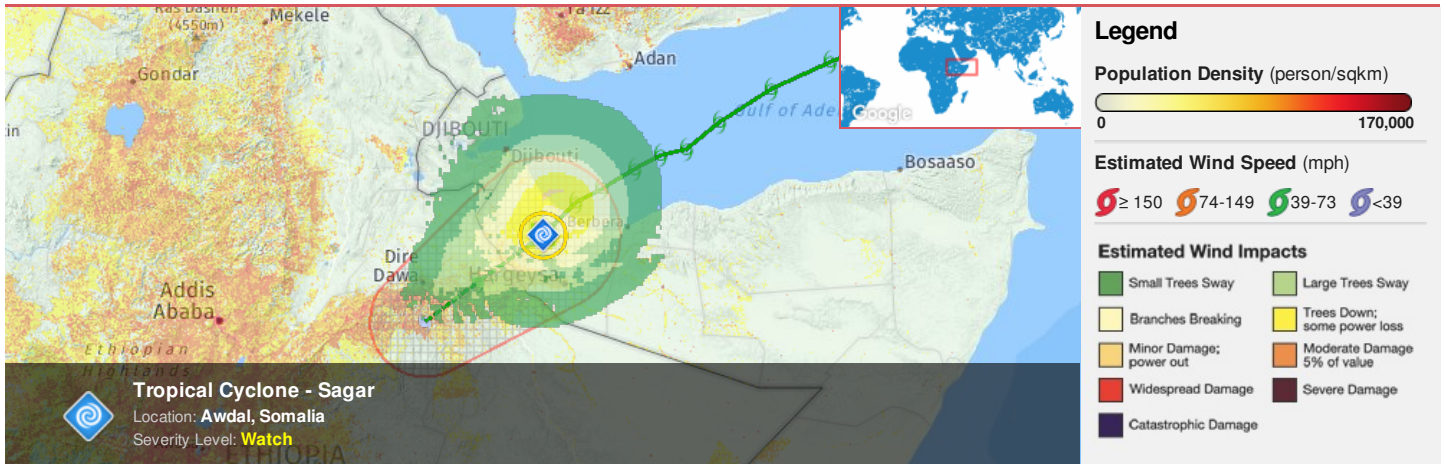 Ras Dashen
(4550m)
Mekele
Ta'izz
Gondar
Adan
Gulf of Ade
Google
DJIBOUTI
Djibouti
Bosaaso
Berbera
Dire
Dawa
Hargeysa
Addis
Ababa
Ethiopian
Highlands
ETHIOPIA
Tropical Cyclone - Sagar
Location: Awdal, Somalia
Severity Level: Watch
Legend
Population Density (person/sqkm)
0 170,000
Estimated Wind Speed (mph)
≥ 150 74-149 39-73 <39
Estimated Wind Impacts
Small Trees Sway
Large Trees Sway
Branches Breaking
Trees Down;
some power loss
Minor Damage;
power out
Moderate Damage
5% of value
Widespread Damage
Severe Damage
Catastrophic Damage